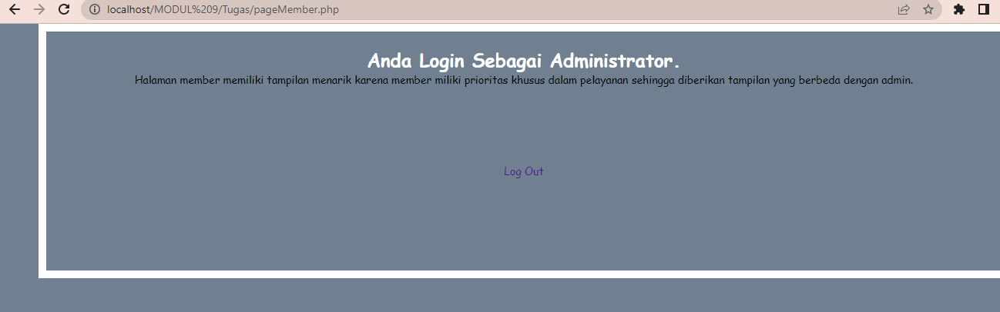 localhost/MODUL%209/Tugas/pageMember.php
Anda Login Sebagai Administrator.
Halaman member memiliki tampilan menarik karena member miliki prioritas khusus dalam pelayanan sehingga diberikan tampilan yang berbeda dengan admin.
Log Out